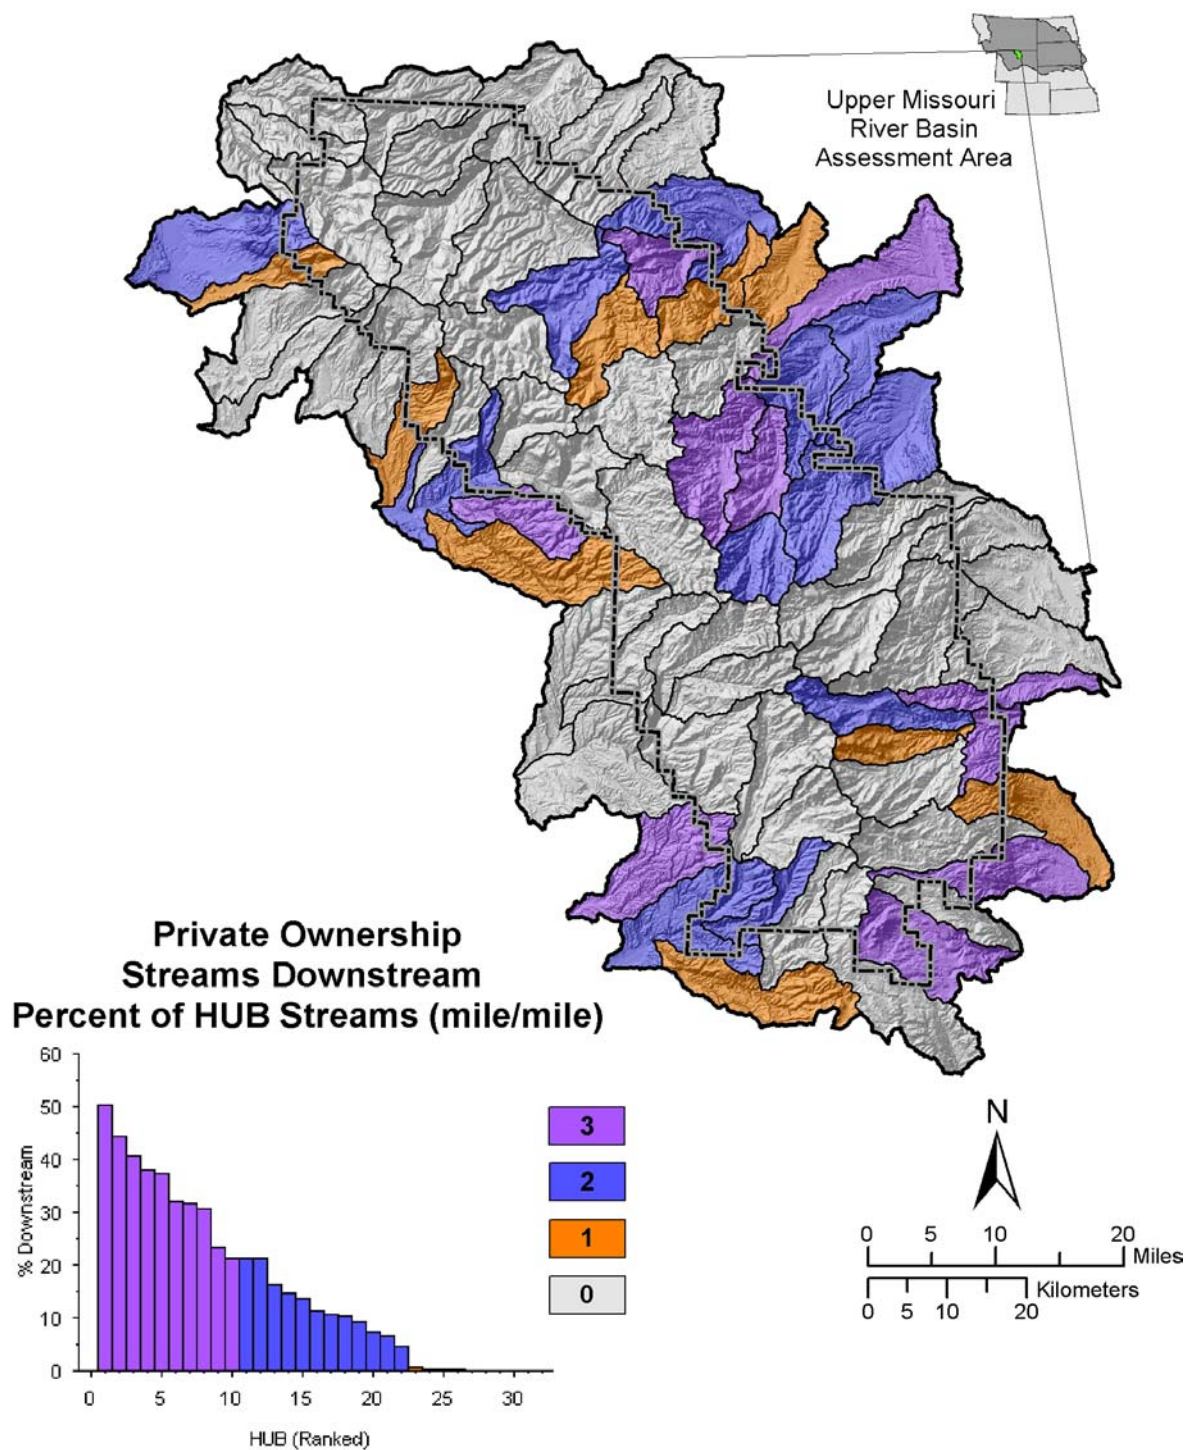 Upper Missouri
River Basin
Assessment Area
Private Ownership
Streams Downstream
Percent of HUB Streams (mile/mile)
60
50
40
30
20
10
0
% Downstream
0 5 10 15 20 25 30
HUB (Ranked)
3
2
1
0
N
0 5 10 20
Miles
Kilometers
0 5 10 20